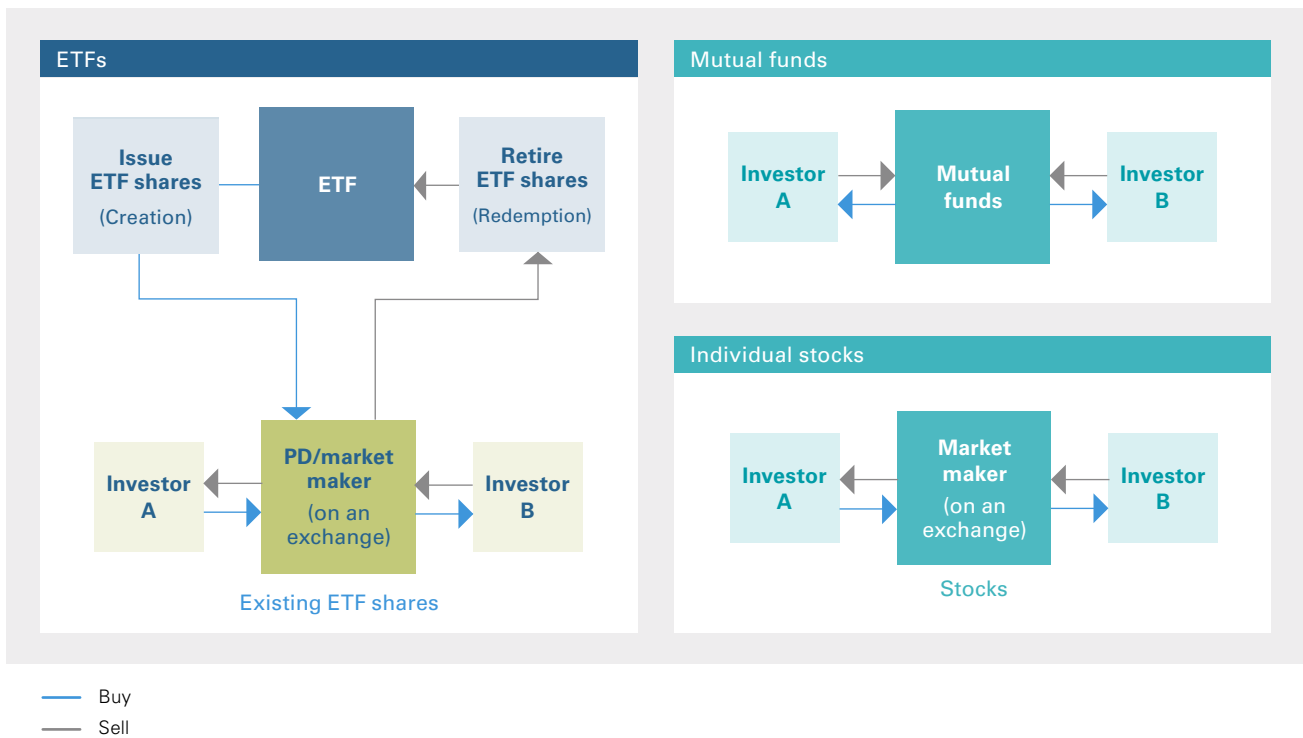 ETFs
Issue
ETF shares
(Creation)
ETF
Retire
ETF shares
(Redemption)
Investor
A
PD/market
maker
(on an
exchange)
Investor
B
Existing ETF shares
Mutual funds
Investor
A
Mutual
funds
Investor
B
Individual stocks
Investor
A
Market
maker
(on an
exchange)
Investor
B
Stocks
Buy
Sell